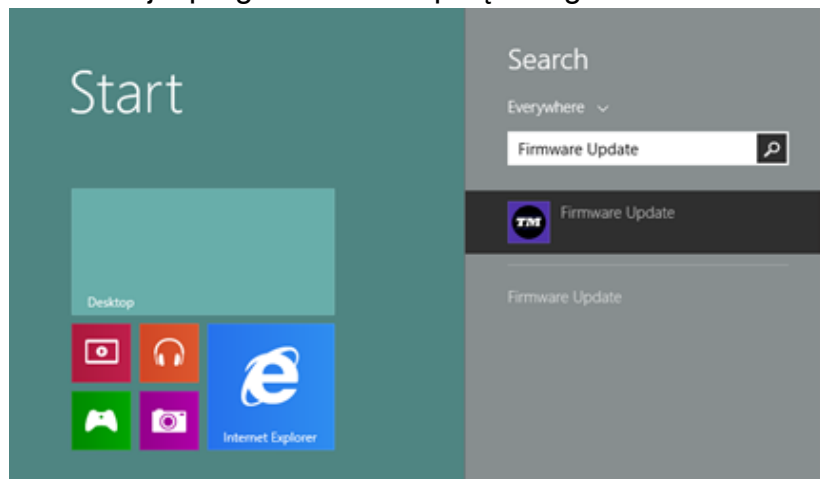 Start
Desktop
Internet Explorer
Search
Everywhere
Firmware Update
TM Firmware Update
Firmware Update